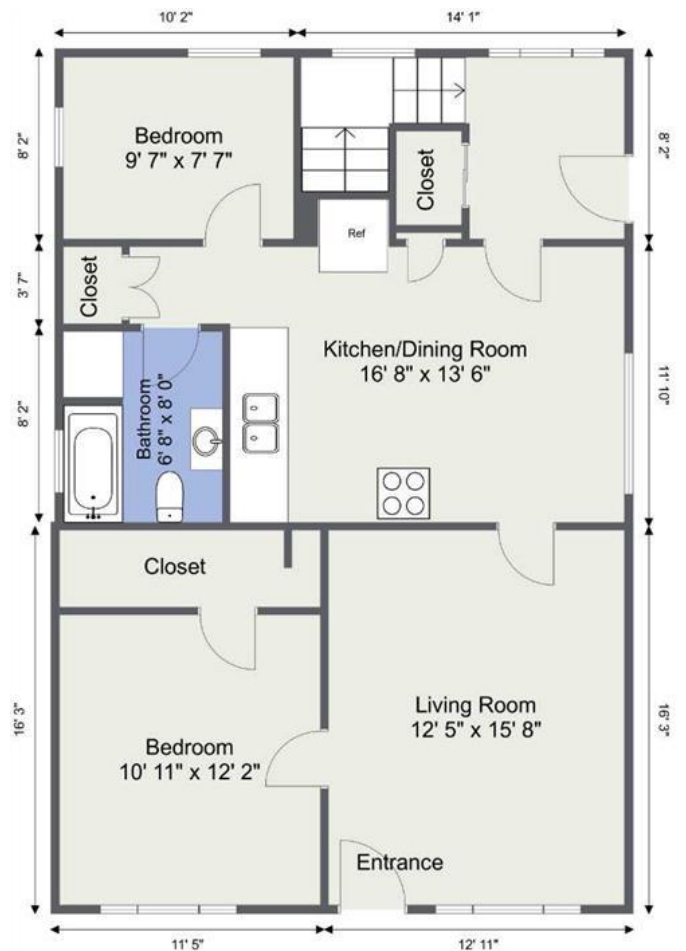 10' 2"
14' 1"
8' 2"
Bedroom
9' 7" x 7' 7"
Closet
8' 2"
Ref
3' 7"
Closet
Kitchen/Dining Room
16' 8" x 13' 6"
11' 10"
8' 2"
Bathroom
6' 8" x 8' 0"
Closet
16' 3"
Living Room
12' 5" x 15' 8"
16' 3"
Bedroom
10' 11" x 12' 2"
Entrance
11' 5"
12' 11"